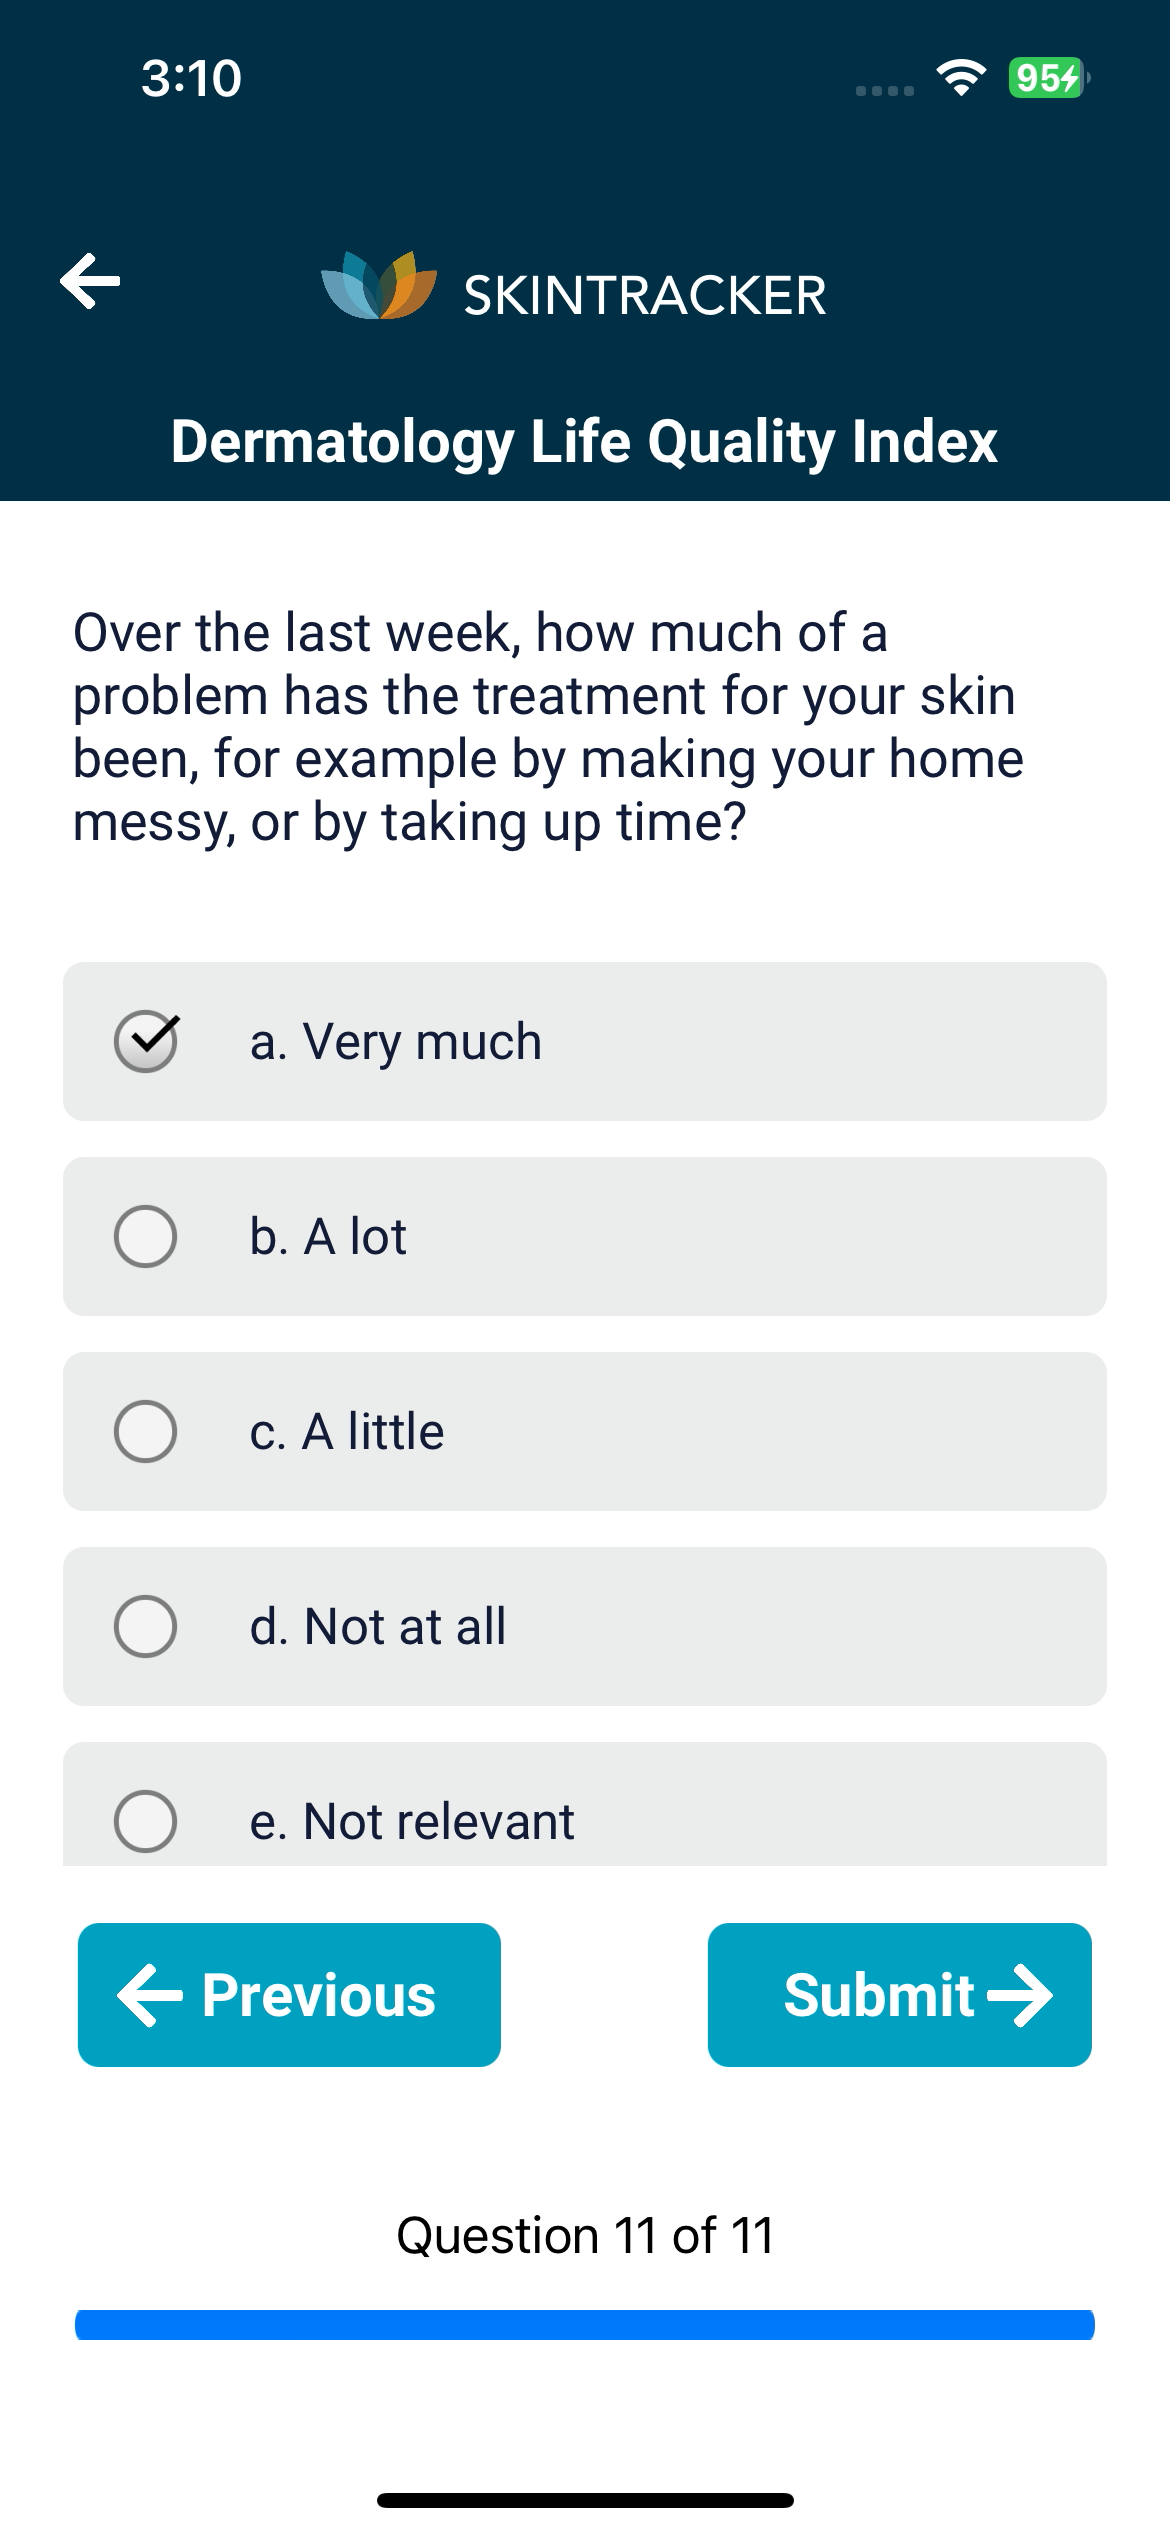 3:10
95
SKINTRACKER
Dermatology Life Quality Index
Over the last week, how much of a
problem has the treatment for your skin
been, for example by making your home
messy, or by taking up time?
a. Very much
b. A lot
c. A little
d. Not at all
e. Not relevant
Previous
Submit
Question 11 of 11